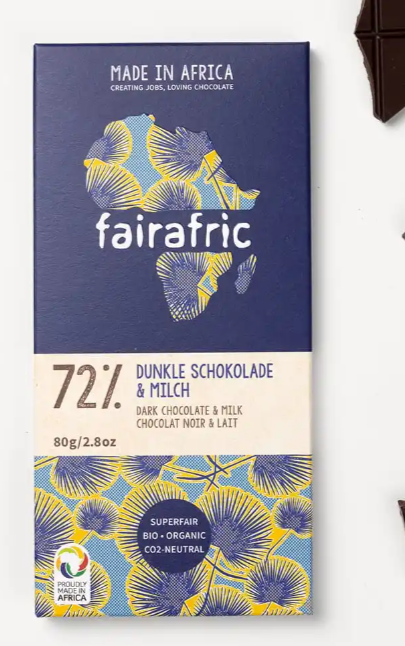 MADE IN AFRICA
CREATING JOBS, LOVING CHOCOLATE
fairafric
72%
DUNKLE SCHOKOLADE
& MILCH
DARK CHOCOLATE & MILK
CHOCOLAT NOIR & LAIT
80g/2.8oz
SUPERFAIR
BIO • ORGANIC
CO2-NEUTRAL
PROUDLY
MADE IN
AFRICA